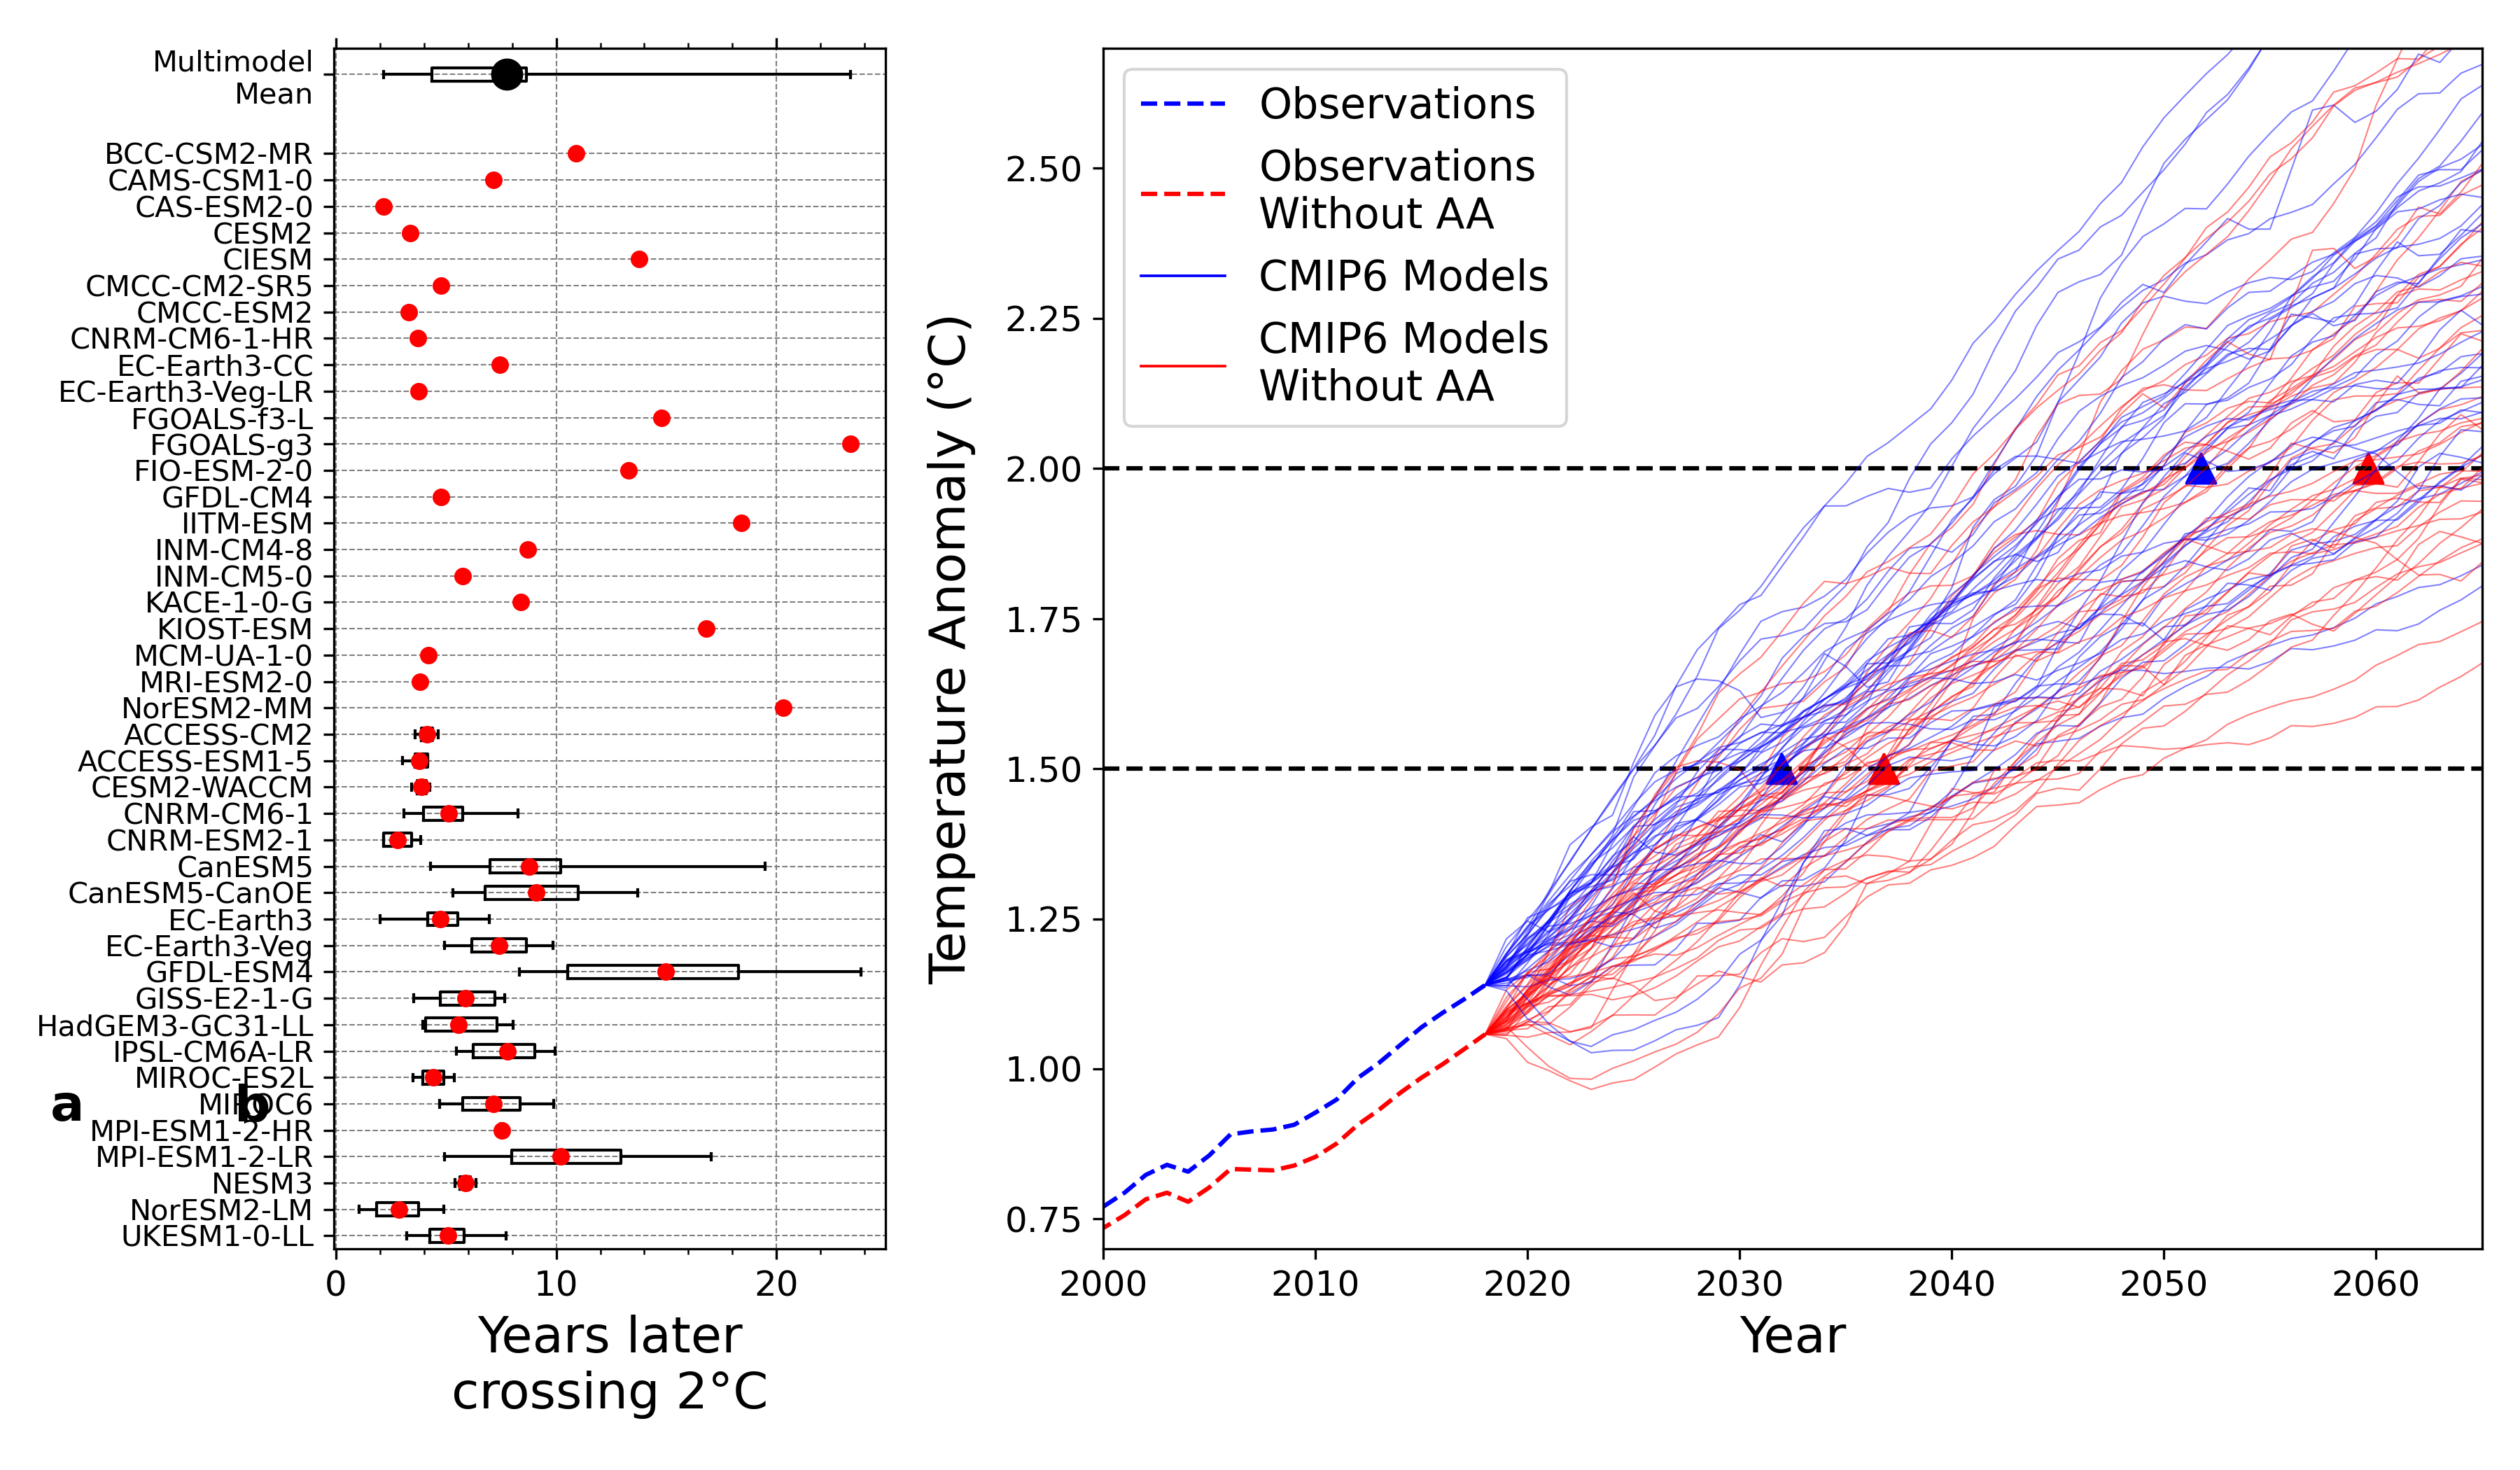 Multimodel
Mean
BCC-CSM2-MR
CAMS-CSM1-0
CAS-ESM2-0
CESM2
CIESM
CMCC-CM2-SR5
CMCC-ESM2
CNRM-CM6-1-HR
EC-Earth3-CC
EC-Earth3-Veg-LR
FGOALS-f3-L
FGOALS-g3
FIO-ESM-2-0
GFDL-CM4
IITM-ESM
INM-CM4-8
INM-CM5-0
KACE-1-0-G
KIOST-ESM
MCM-UA-1-0
MRI-ESM2-0
NorESM2-MM
ACCESS-CM2
ACCESS-ESM1-5
CESM2-WACCM
CNRM-CM6-1
CNRM-ESM2-1
CanESM5
CanESM5-CanOE
EC-Earth3
EC-Earth3-Veg
GFDL-ESM4
GISS-E2-1-G
HadGEM3-GC31-LL
IPSL-CM6A-LR
MIROC-ES2L
MIROC6
MPI-ESM1-2-HR
MPI-ESM1-2-LR
NESM3
NorESM2-LM
UKESM1-0-LL
a
b
0 10 20
Years later
crossing 2°C
Temperature Anomaly (°C)
2.50
2.25
2.00
1.75
1.50
1.25
1.00
0.75
Observations
Observations
Without AA
CMIP6 Models
CMIP6 Models
Without AA
2000 2010 2020 2030 2040 2050 2060
Year